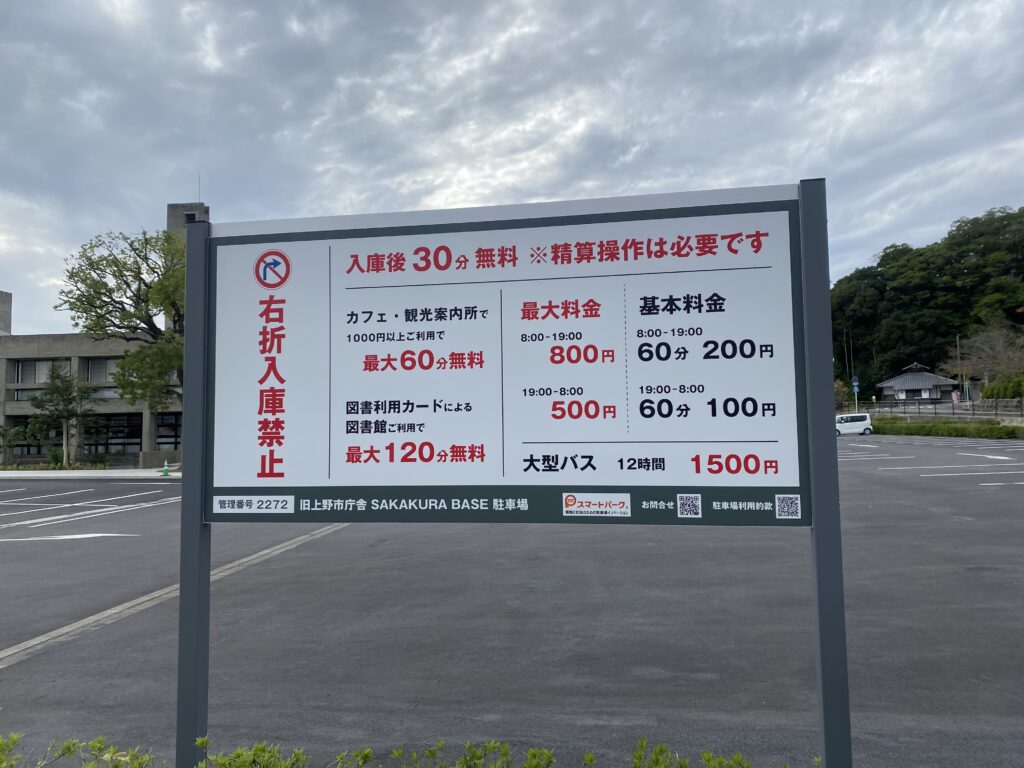 右折入庫禁止
入庫後30分無料 ※精算操作は必要です
カフェ・観光案内所で
1000円以上ご利用で
最大60分無料
図書利用カードによる
図書館ご利用で
最大120分無料
最大料金
8:00-19:00
800円
19:00-8:00
500円
基本料金
8:00-19:00
60分 200円
19:00-8:00
60分 100円
大型バス 12時間 1500円
管理番号 2272 旧上野市庁舎 SAKAKURA BASE 駐車場
スマートパーク
お問合せ
駐車場利用約款